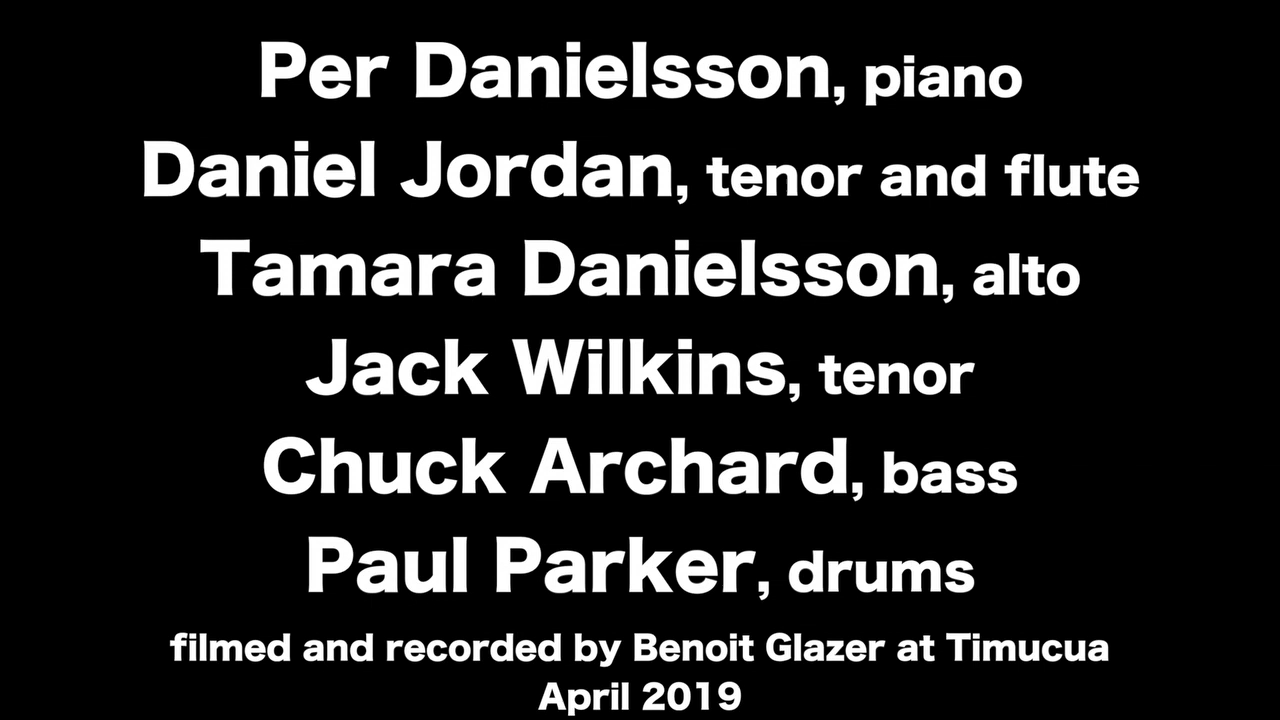 Per Danielsson, piano
Daniel Jordan, tenor and flute
Tamara Danielsson, alto
Jack Wilkins, tenor
Chuck Archard, bass
Paul Parker, drums
filmed and recorded by Benoit Glazer at Timucua
April 2019